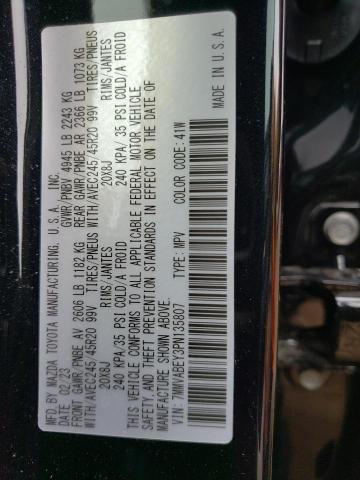 MFD. BY MAZDA TOYOTA MANUFACTURING, U.S.A., INC.
DATE 02/23 GVWR/PNBV 4945 LB 2243 KG
FRONT GAWR/PNBE AV 2606 LB 1182 KG REAR GAWR/PNBE AR 2366 LB 1073 KG
WITH/AVEC245/45R20 99V TIRES/PNEUS WITH/AVEC245/45R20 99V TIRES/PNEUS
20X8J RIMS/JANTES 20X8J RIMS/JANTES
240 KPA/ 35 PSI COLD/A FROID 240 KPA/ 35 PSI COLD/A FROID
THIS VEHICLE CONFORMS TO ALL APPLICABLE FEDERAL MOTOR VEHICLE
SAFETY, BUMPER, AND THEFT PREVENTION STANDARDS IN EFFECT ON THE DATE OF
MANUFACTURE SHOWN ABOVE.
VIN: 7MMVABEY3PN135807 TYPE: MPV COLOR CODE: 41W
MADE IN U.S.A.